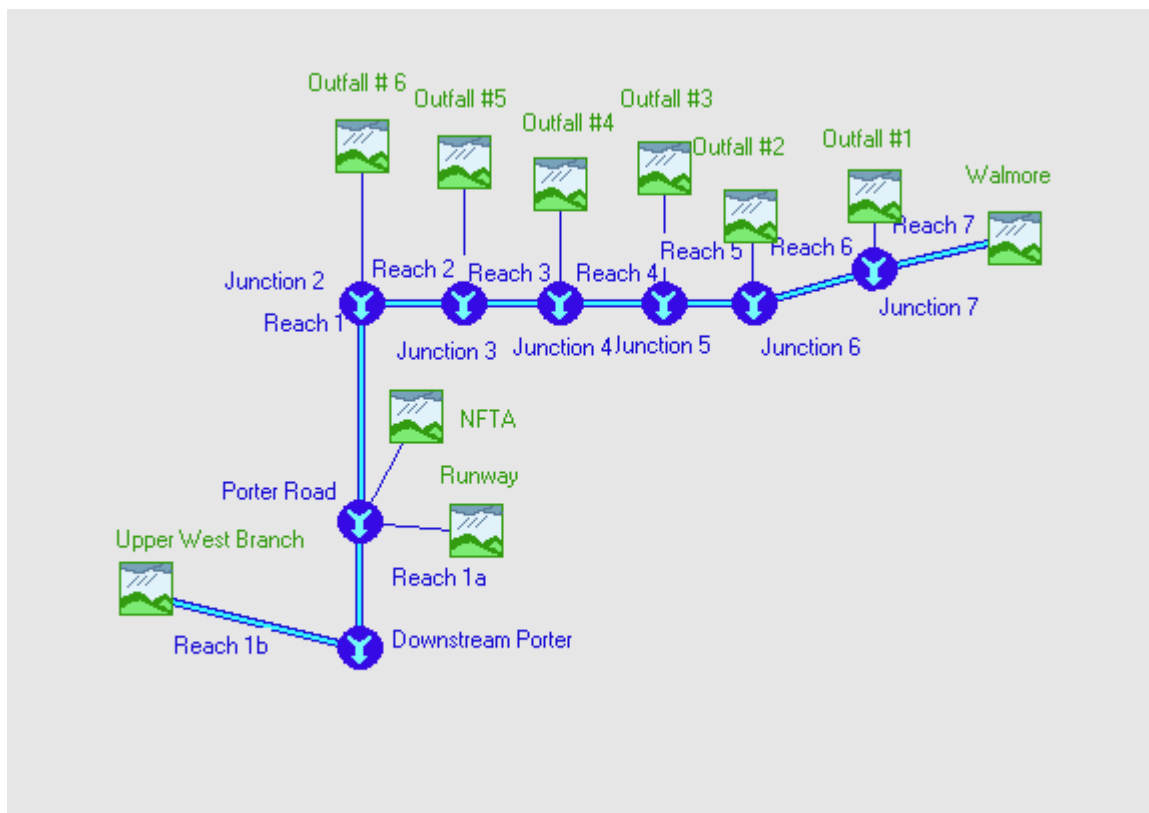 Outfall # 6
Outfall #5
Outfall #4
Outfall #3
Outfall #2
Outfall #1
Walmore
Junction 2
Reach 2
Reach 3
Reach 4
Reach 5
Reach 6
Reach 7
Reach 1
Junction 3
Junction 4
Junction 5
Junction 6
Junction 7
NFTA
Runway
Porter Road
Upper West Branch
Reach 1a
Reach 1b
Downstream Porter